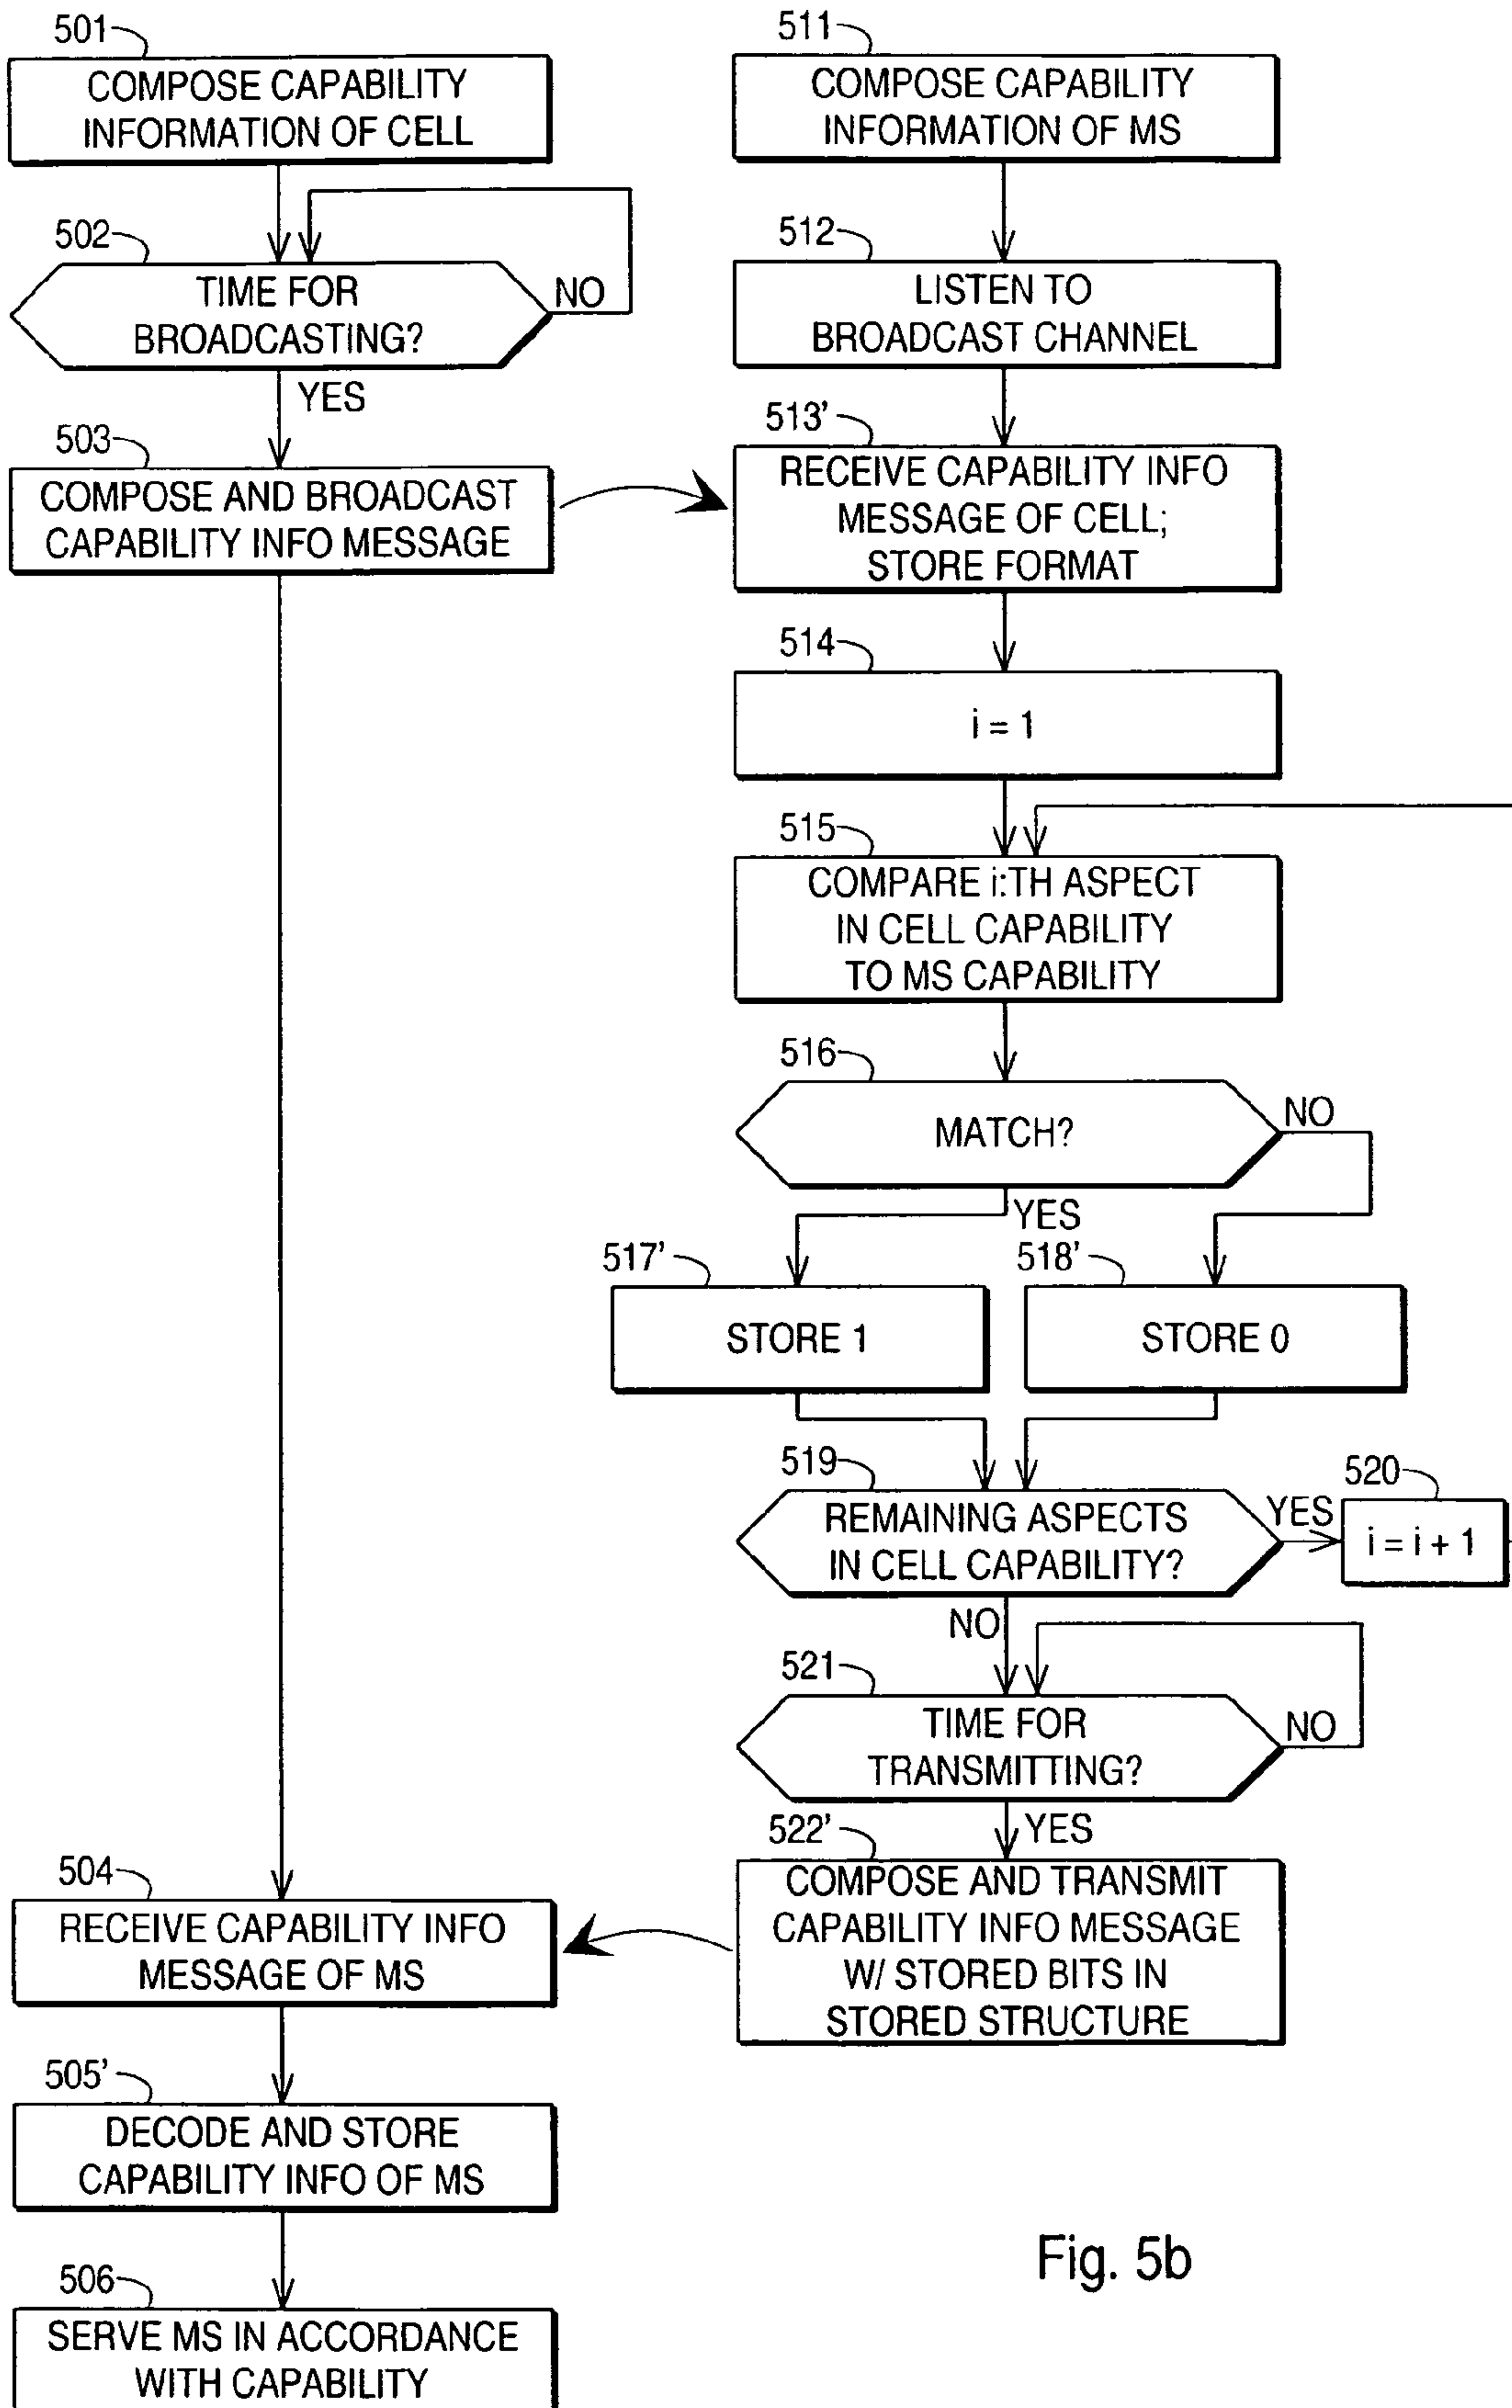 501
COMPOSE CAPABILITY
INFORMATION OF CELL
502
TIME FOR
BROADCASTING?
NO
YES
503
COMPOSE AND BROADCAST
CAPABILITY INFO MESSAGE
504
RECEIVE CAPABILITY INFO
MESSAGE OF MS
505'
DECODE AND STORE
CAPABILITY INFO OF MS
506
SERVE MS IN ACCORDANCE
WITH CAPABILITY
511
COMPOSE CAPABILITY
INFORMATION OF MS
512
LISTEN TO
BROADCAST CHANNEL
513'
RECEIVE CAPABILITY INFO
MESSAGE OF CELL;
STORE FORMAT
514
i = 1
515
COMPARE i:TH ASPECT
IN CELL CAPABILITY
TO MS CAPABILITY
516
MATCH?
NO
YES
517'
STORE 1
518'
STORE 0
519
REMAINING ASPECTS
IN CELL CAPABILITY?
YES
520
i = i + 1
NO
521
TIME FOR
TRANSMITTING?
NO
YES
522'
COMPOSE AND TRANSMIT
CAPABILITY INFO MESSAGE
W/ STORED BITS IN
STORED STRUCTURE
Fig. 5b